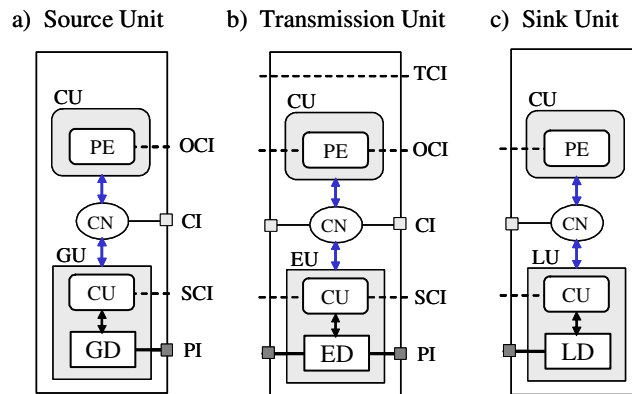 a) Source Unit
b) Transmission Unit
c) Sink Unit
TCI
CU
CU
CU
PE
OCI
PE
OCI
PE
CN
CI
CN
CI
CN
GU
EU
LU
CU
SCI
CU
SCI
CU
GD
PI
ED
PI
LD